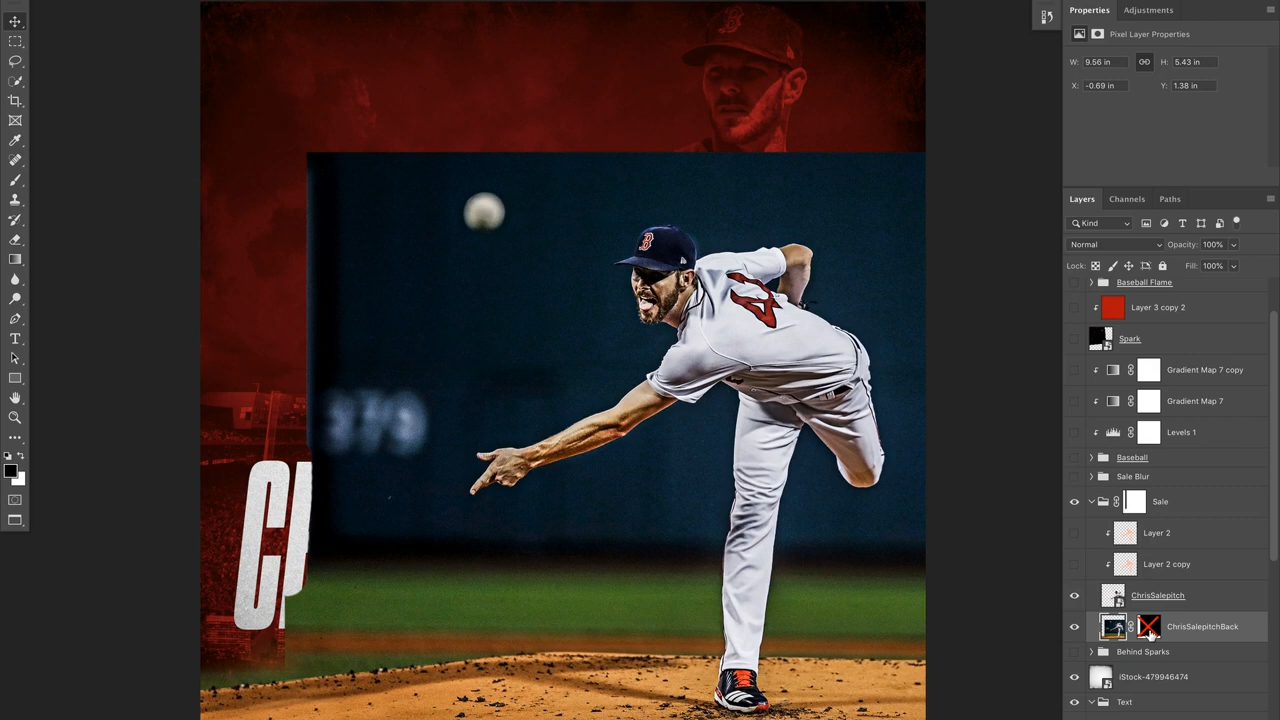 Properties
Adjustments
Pixel Layer Properties
W: 9.56 in
H: 5.43 in
X: -0.69 in
Y: 1.38 in
Layers
Channels
Paths
Kind
Normal
Opacity: 100%
Lock:
Fill: 100%
Baseball Flame
Layer 3 copy 2
Spark
Gradient Map 7 copy
Gradient Map 7
Levels 1
Baseball
Sale Blur
Sale
Layer 2
Layer 2 copy
ChrisSalepitch
ChrisSalepitchBack
Behind Sparks
iStock-479946474
Text
B
B
41
379